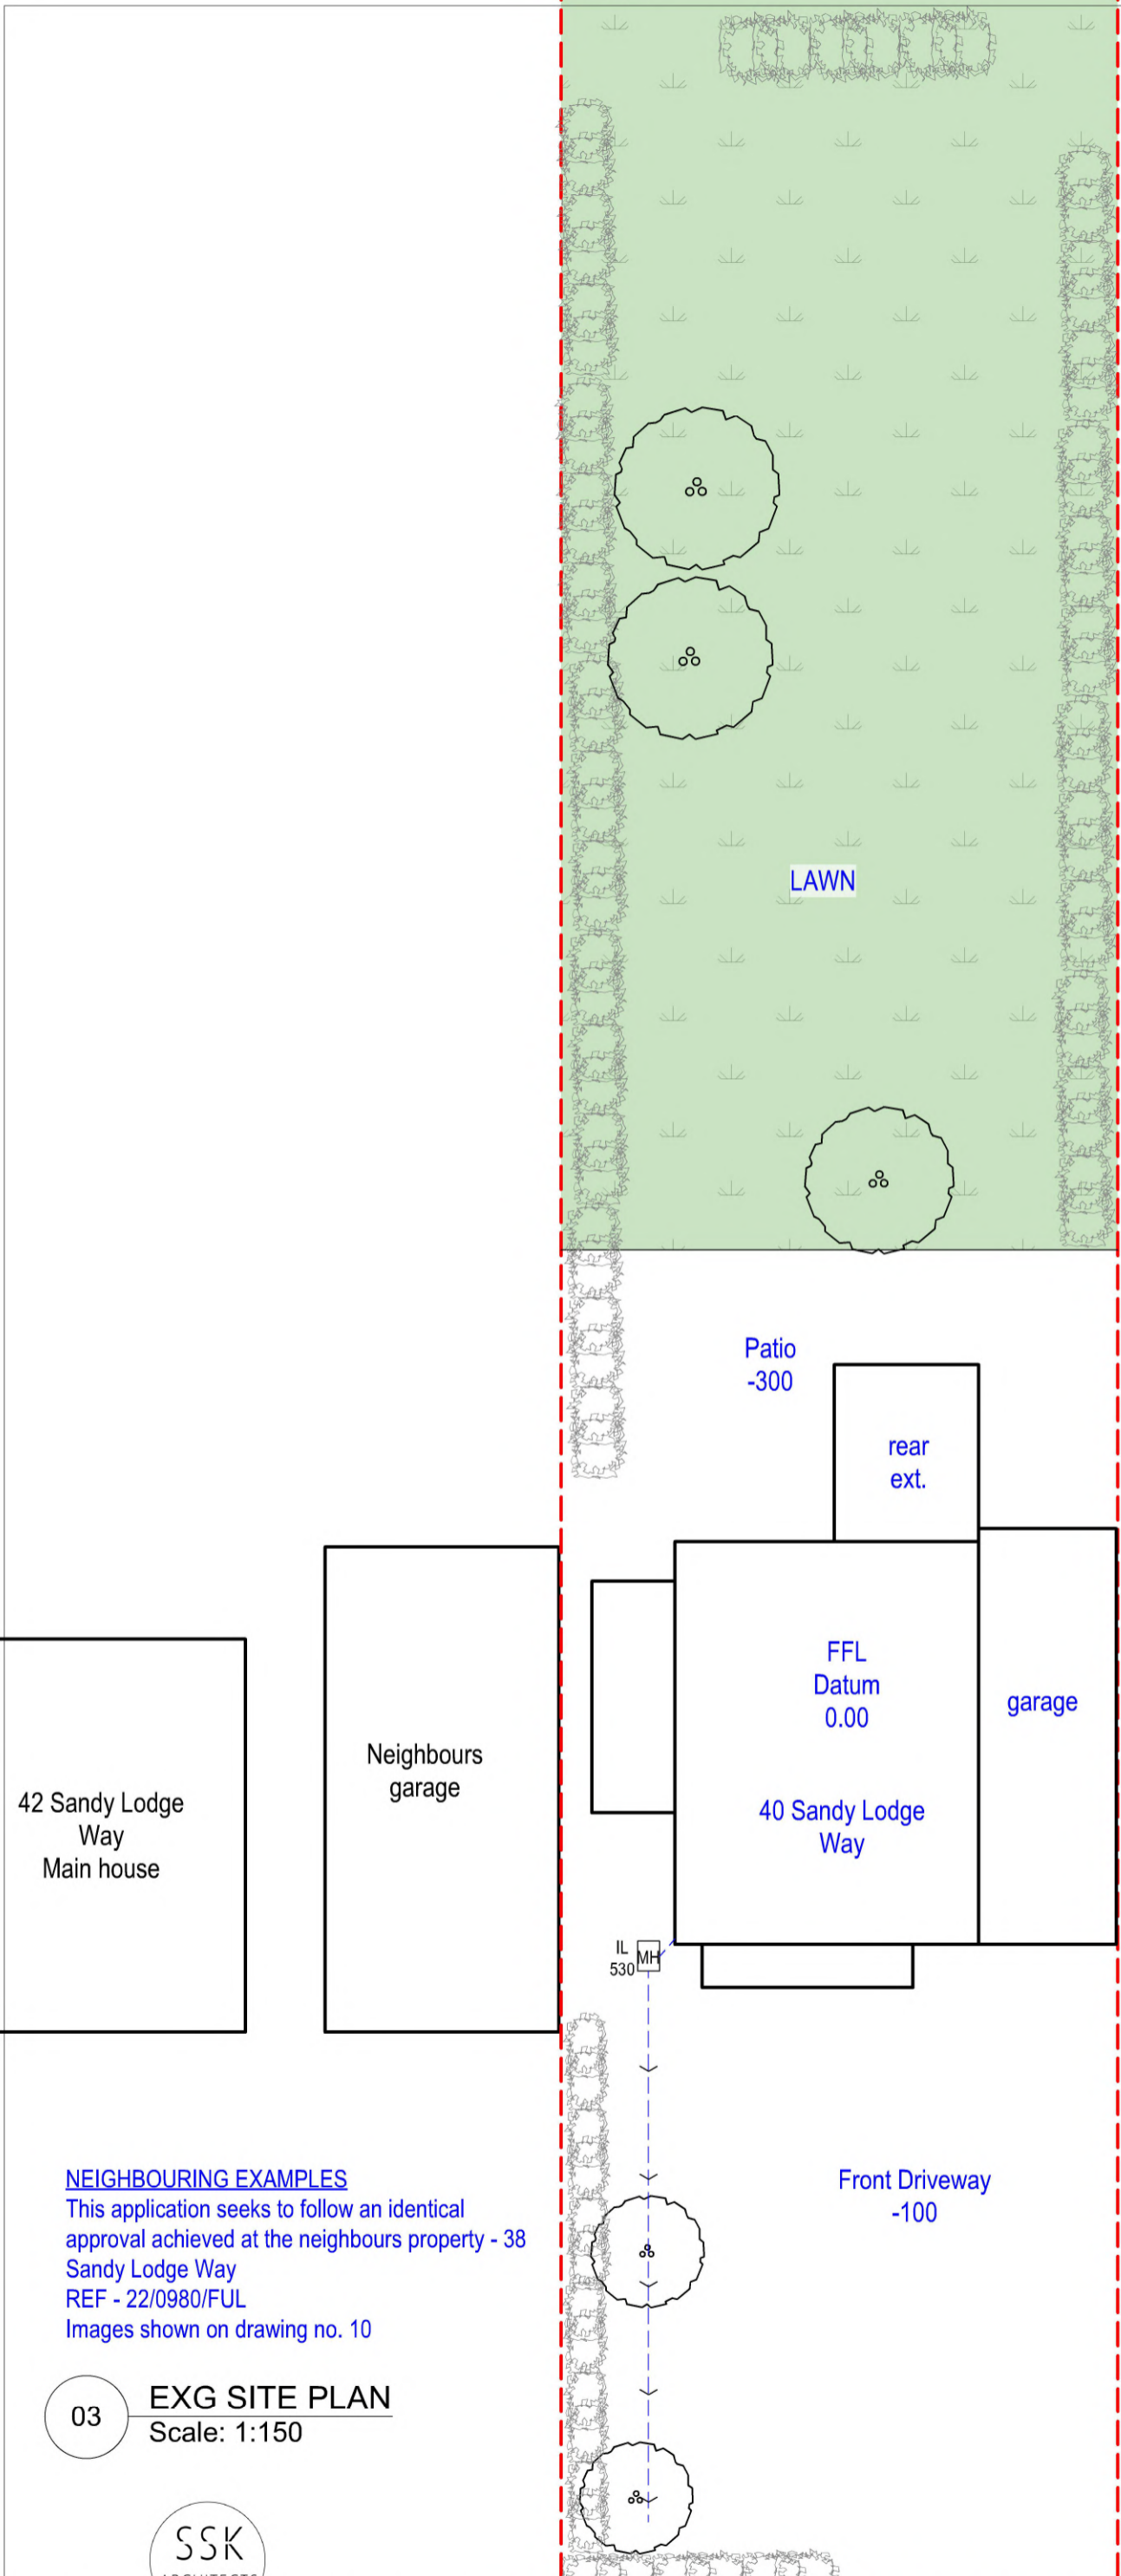 LAWN
Patio
-300
rear
ext.
FFL
Datum
0.00
garage
Neighbours
garage
40 Sandy Lodge
Way
42 Sandy Lodge
Way
Main house
IL
530
MH
NEIGHBOURING EXAMPLES
This application seeks to follow an identical
approval achieved at the neighbours property - 38
Sandy Lodge Way
REF - 22/0980/FUL
Images shown on drawing no. 10
Front Driveway
-100
03
EXG SITE PLAN
Scale: 1:150
SSK
ARCHITECTS